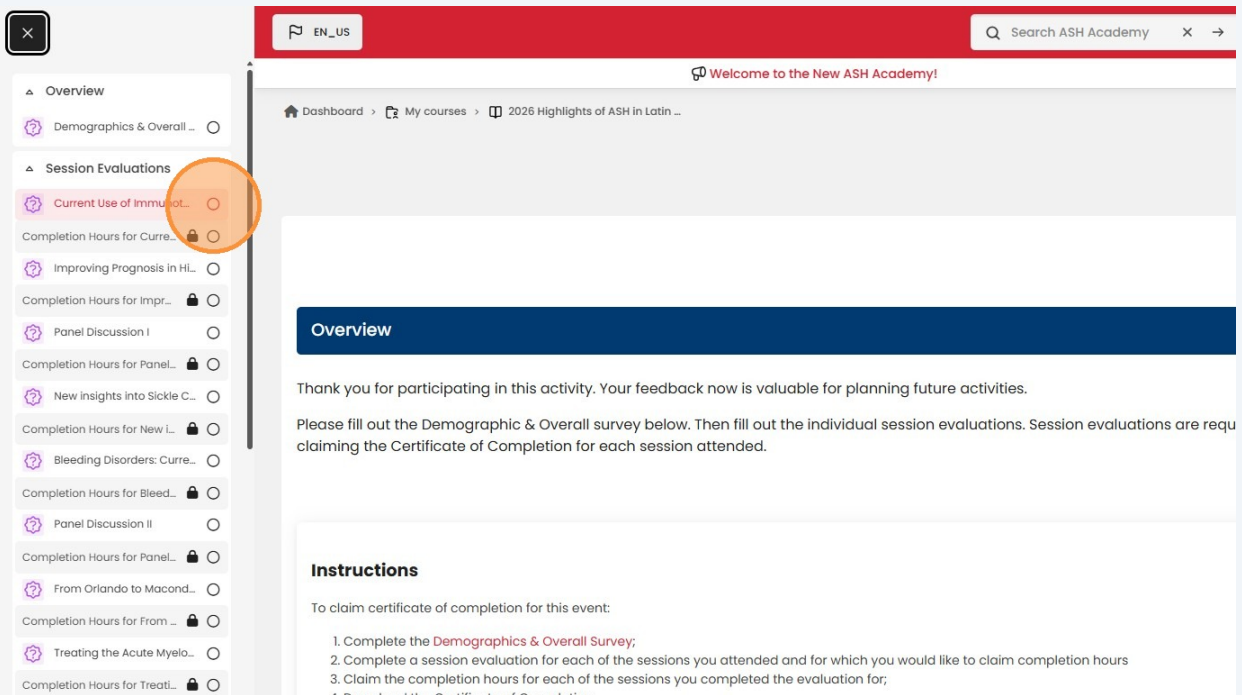 EN_US
Search ASH Academy
Welcome to the New ASH Academy!
Overview
Demographics & Overall ...
Session Evaluations
Current Use of Immunot...
Completion Hours for Curre...
Improving Prognosis in Hi...
Completion Hours for Impr...
Panel Discussion I
Completion Hours for Panel...
New insights into Sickle C...
Completion Hours for New i...
Bleeding Disorders: Curre...
Completion Hours for Bleed...
Panel Discussion II
Completion Hours for Panel...
From Orlando to Macond...
Completion Hours for From ...
Treating the Acute Myelo...
Completion Hours for Treati...
Dashboard > My courses > 2026 Highlights of ASH in Latin ...
Overview
Thank you for participating in this activity. Your feedback now is valuable for planning future activities.
Please fill out the Demographic & Overall survey below. Then fill out the individual session evaluations. Session evaluations are requ
claiming the Certificate of Completion for each session attended.
Instructions
To claim certificate of completion for this event:
1. Complete the Demographics & Overall Survey;
2. Complete a session evaluation for each of the sessions you attended and for which you would like to claim completion hours
3. Claim the completion hours for each of the sessions you completed the evaluation for;